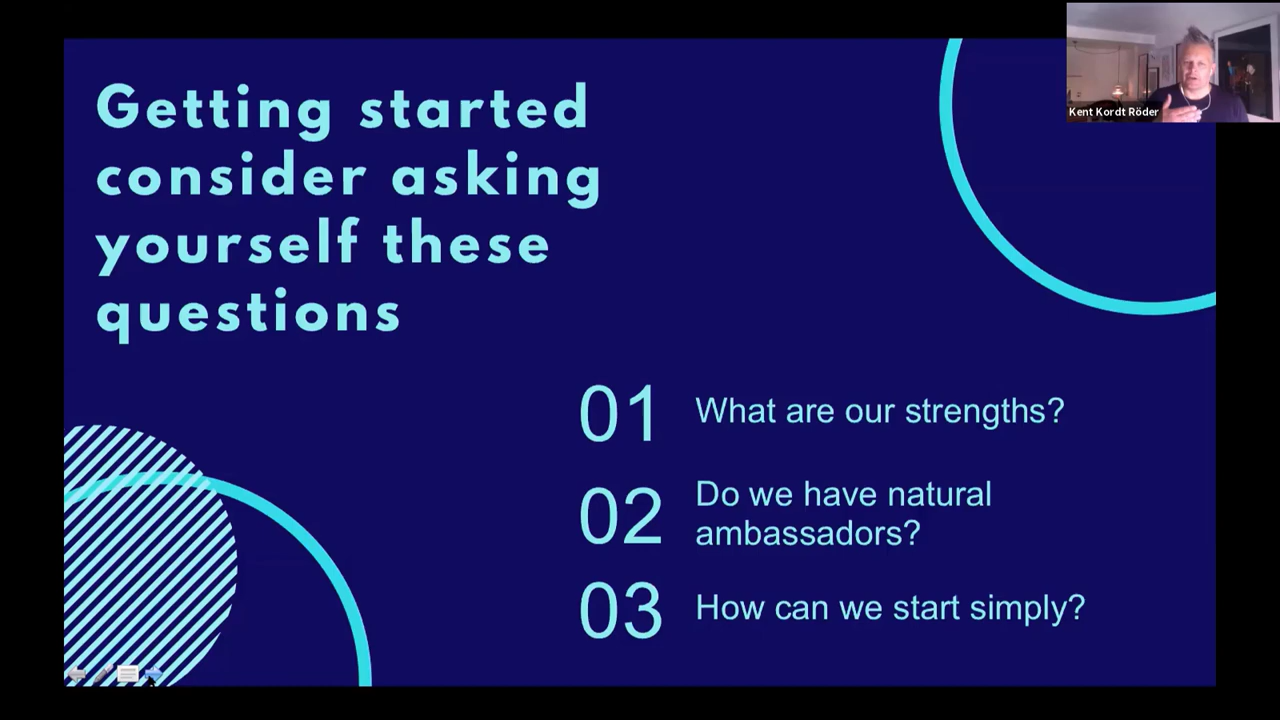 Getting started
consider asking
yourself these
questions
Kent Kordt Röder
01 What are our strengths?
02 Do we have natural
ambassadors?
03 How can we start simply?